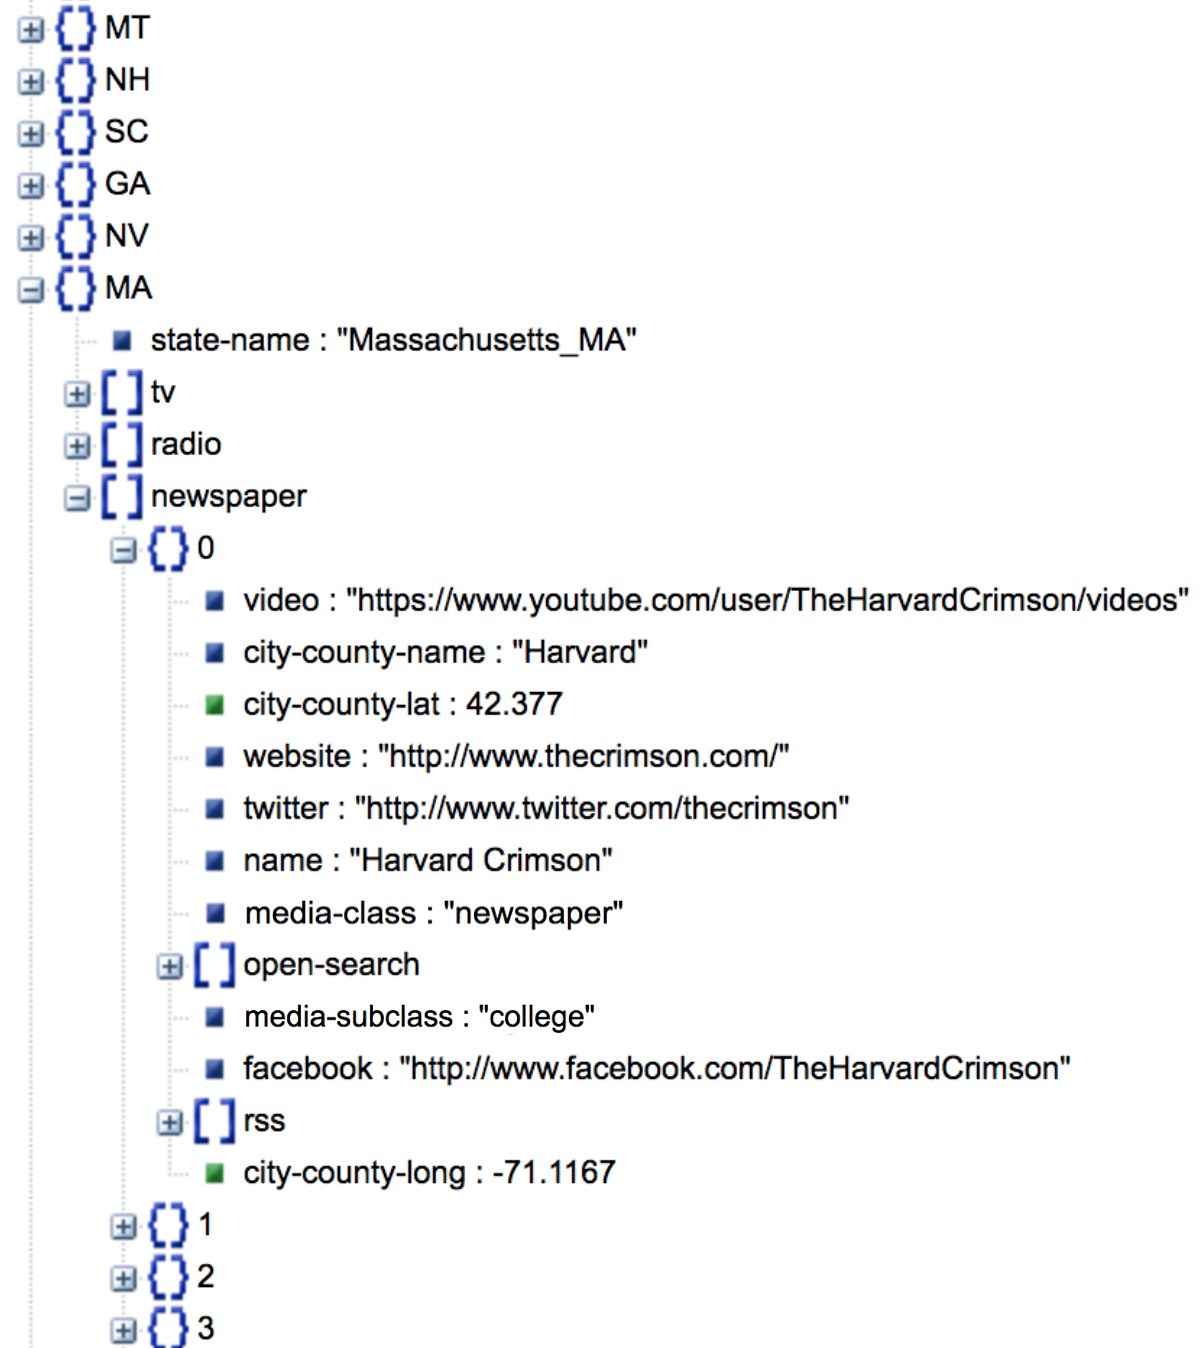 MT
NH
SC
GA
NV
MA
state-name : "Massachusetts_MA"
tv
radio
newspaper
0
video : "https://www.youtube.com/user/TheHarvardCrimson/videos"
city-county-name : "Harvard"
city-county-lat : 42.377
website : "http://www.thecrimson.com/"
twitter : "http://www.twitter.com/thecrimson"
name : "Harvard Crimson"
media-class : "newspaper"
open-search
media-subclass : "college"
facebook : "http://www.facebook.com/TheHarvardCrimson"
rss
city-county-long : -71.1167
1
2
3